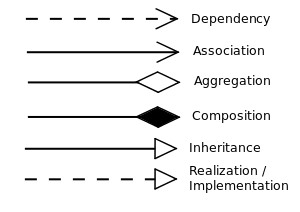 Dependency
Association
Aggregation
Composition
Inheritance
Realization /
Implementation